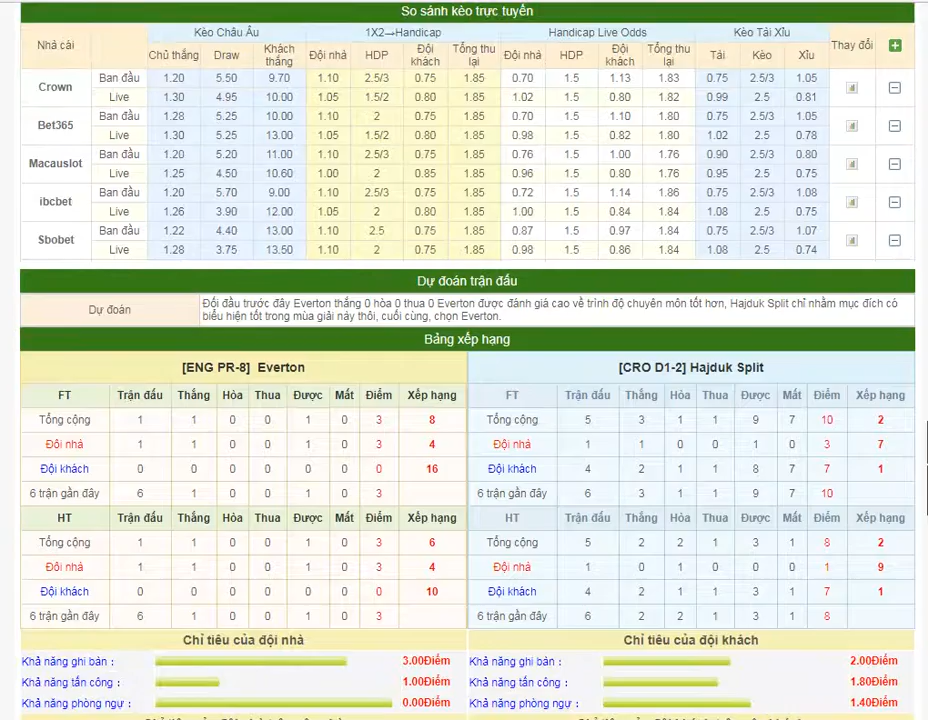 So sánh kèo trực tuyến
Nhà cái Kèo Châu Âu 1X2→Handicap Handicap Live Odds Kèo Tài Xỉu Thay đổi
Chủ thắng Draw Khách thắng Đội nhà HDP Đội khách Tổng thu lại Đội nhà HDP Đội khách Tổng thu lại Tài Kèo Xỉu
Crown Ban đầu 1.20 5.50 9.70 1.10 2.5/3 0.75 1.85 0.70 1.5 1.13 1.83 0.75 2.5/3 1.05
Live 1.30 4.95 10.00 1.05 1.5/2 0.80 1.85 1.02 1.5 0.80 1.82 0.99 2.5 0.81
Bet365 Ban đầu 1.28 5.25 10.00 1.10 2 0.75 1.85 0.70 1.5 1.10 1.80 0.75 2.5/3 1.05
Live 1.30 5.25 13.00 1.05 1.5/2 0.80 1.85 0.98 1.5 0.82 1.80 1.02 2.5 0.78
Macauslot Ban đầu 1.20 5.20 11.00 1.10 2.5/3 0.75 1.85 0.76 1.5 1.00 1.76 0.90 2.5/3 0.80
Live 1.25 4.50 10.60 1.00 2 0.85 1.85 0.96 1.5 0.80 1.76 0.95 2.5 0.75
ibcbet Ban đầu 1.20 5.70 9.00 1.10 2.5/3 0.75 1.85 0.72 1.5 1.14 1.86 0.75 2.5/3 1.08
Live 1.26 3.90 12.00 1.05 2 0.80 1.85 1.00 1.5 0.84 1.84 1.08 2.5 0.75
Sbobet Ban đầu 1.22 4.40 13.00 1.10 2.5 0.75 1.85 0.87 1.5 0.97 1.84 0.75 2.5/3 1.07
Live 1.28 3.75 13.50 1.10 2 0.75 1.85 0.98 1.5 0.86 1.84 1.08 2.5 0.74
Dự đoán trận đấu
Dự đoán Đối đầu trước đây Everton thắng 0 hòa 0 thua 0 Everton được đánh giá cao về trình độ chuyên môn tốt hơn, Hajduk Split chỉ nhằm mục đích có
biểu hiện tốt trong mùa giải này thôi, cuối cùng, chọn Everton.
Bảng xếp hạng
[ENG PR-8] Everton [CRO D1-2] Hajduk Split
FT Trận đấu Thắng Hòa Thua Được Mất Điểm Xếp hạng FT Trận đấu Thắng Hòa Thua Được Mất Điểm Xếp hạng
Tổng cộng 1 1 0 0 1 0 3 8 Tổng cộng 5 3 1 1 9 7 10 2
Đội nhà 1 1 0 0 1 0 3 4 Đội nhà 1 1 0 0 1 0 3 7
Đội khách 0 0 0 0 0 0 0 16 Đội khách 4 2 1 1 8 7 7 1
6 trận gần đây 6 1 0 0 1 0 3 6 trận gần đây 6 3 1 1 9 7 10
HT Trận đấu Thắng Hòa Thua Được Mất Điểm Xếp hạng HT Trận đấu Thắng Hòa Thua Được Mất Điểm Xếp hạng
Tổng cộng 1 1 0 0 1 0 3 6 Tổng cộng 5 2 2 1 3 1 8 2
Đội nhà 1 1 0 0 1 0 3 4 Đội nhà 1 0 1 0 0 0 1 9
Đội khách 0 0 0 0 0 0 0 10 Đội khách 4 2 1 1 3 1 7 1
6 trận gần đây 6 1 0 0 1 0 3 6 trận gần đây 6 2 2 1 3 1 8
Chỉ tiêu của đội nhà Chỉ tiêu của đội khách
Khả năng ghi bàn : 3.00Điểm Khả năng ghi bàn : 2.00Điểm
Khả năng tấn công : 1.00Điểm Khả năng tấn công : 1.80Điểm
Khả năng phòng ngự : 0.00Điểm Khả năng phòng ngự : 1.40Điểm